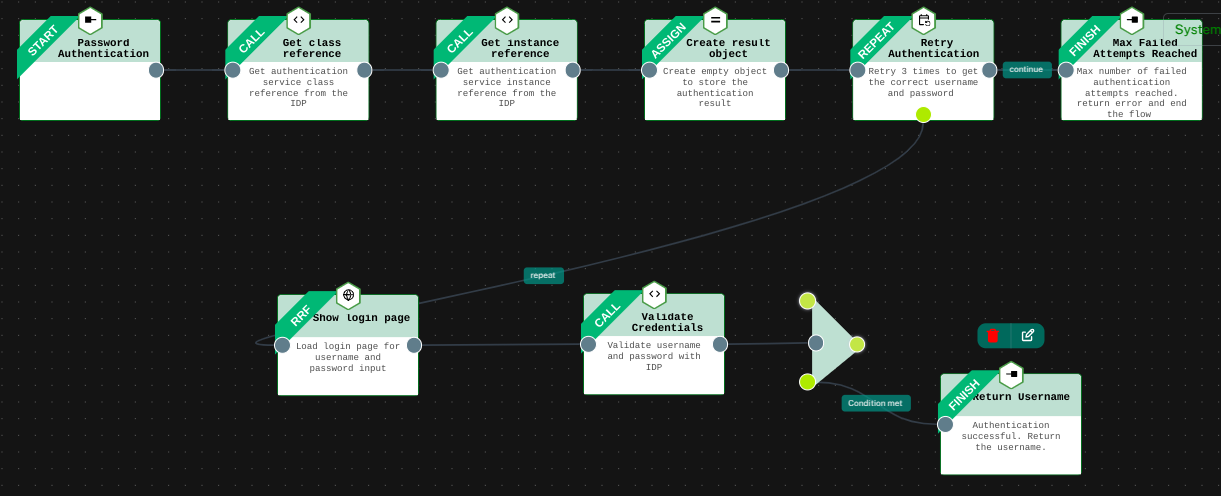 START
Password
Authentication
CALL
Get class
reference
Get authentication
service class
reference from the
IDP
CALL
Get instance
reference
Get authentication
service instance
reference from the
IDP
ASSIGN
Create result
object
Create empty object
to store the
authentication
result
REPEAT
Retry
Authentication
Retry 3 times to get
the correct username
and password
continue
FINISH
Max Failed
Attempts Reached
Max number of failed
authentication
attempts reached.
return error and end
the flow
System
repeat
RRF
Show login page
Load login page for
username and
password input
CALL
Validate
Credentials
Validate username
and password with
IDP
Condition met
FINISH
Return Username
Authentication
successful. Return
the username.